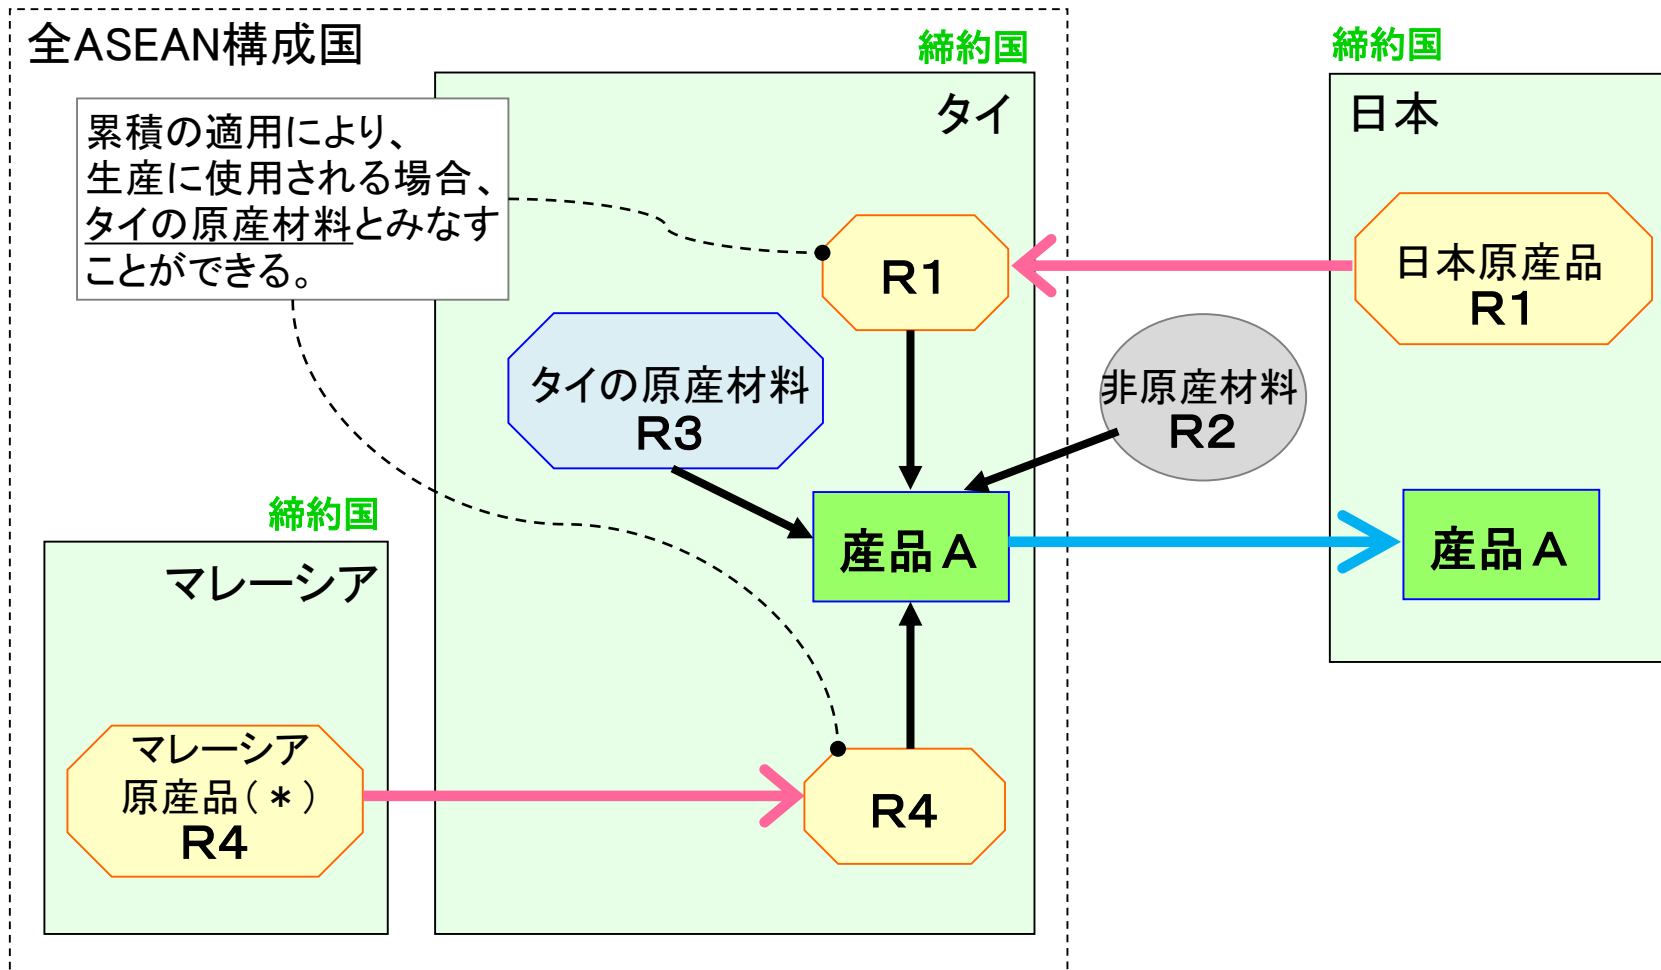 全ASEAN構成国
締約国
締約国
タイ
日本
累積の適用により、
生産に使用される場合、
タイの原産材料とみなす
ことができる。
R1
日本原産品
R1
タイの原産材料
R3
非原産材料
R2
締約国
マレーシア
産品A
産品A
マレーシア
原産品(*)
R4
R4